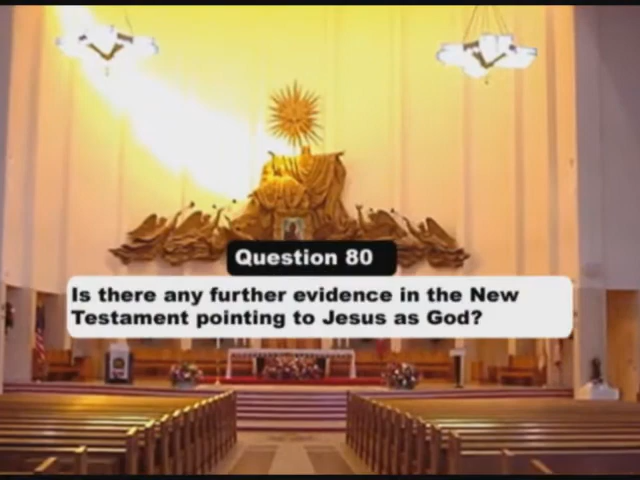 Question 80
Is there any further evidence in the New
Testament pointing to Jesus as God?